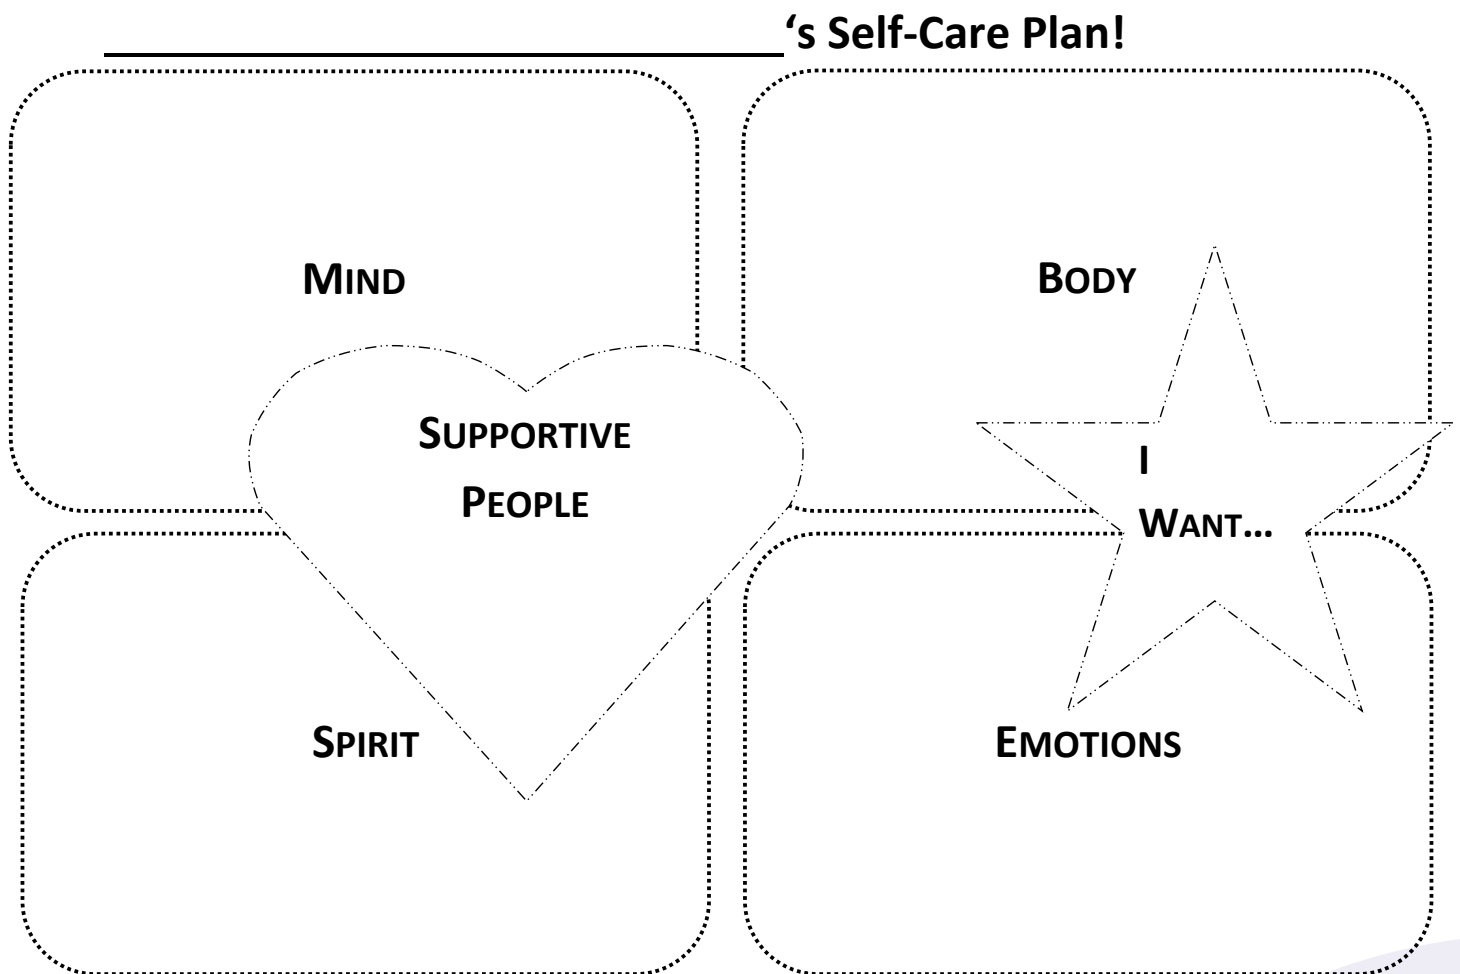 ‘s Self-Care Plan!
MIND
BODY
SUPPORTIVE
PEOPLE
I
WANT...
SPIRIT
EMOTIONS